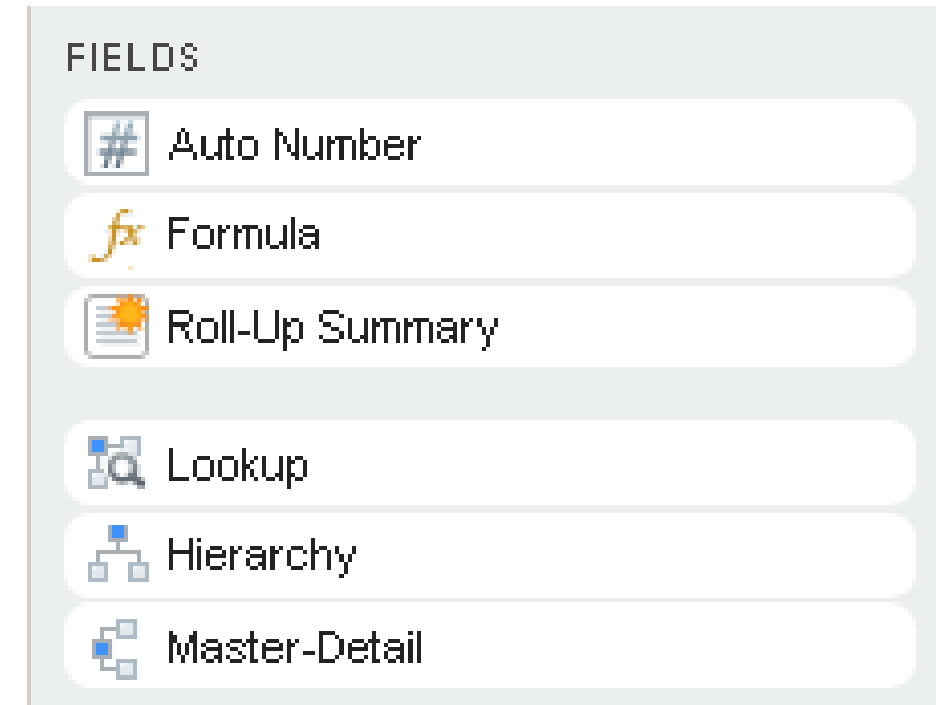 FIELDS
Auto Number
Formula
Roll-Up Summary
Lookup
Hierarchy
Master-Detail